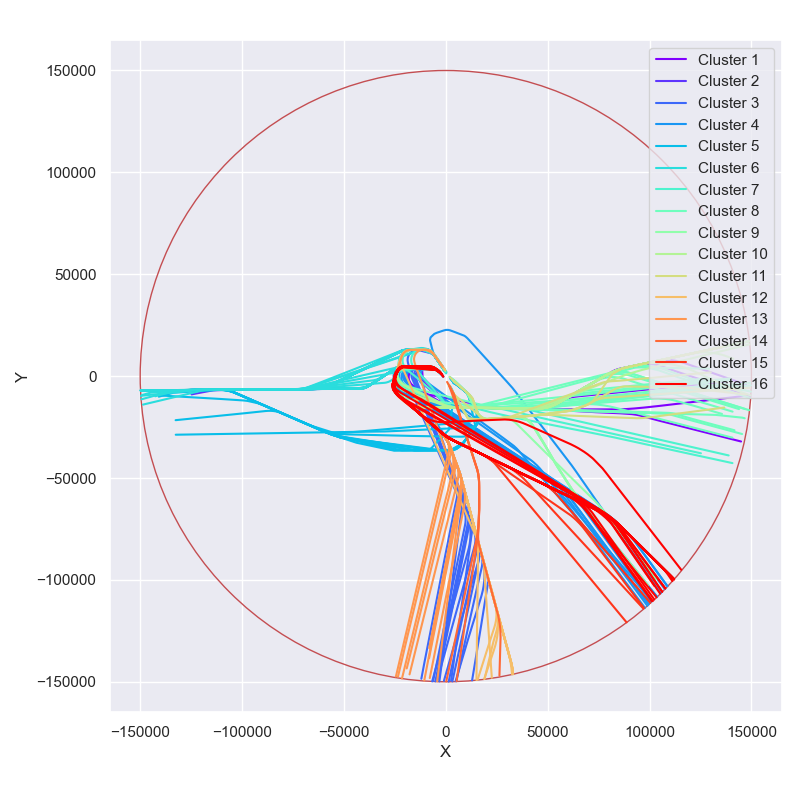 Cluster 1
Cluster 2
Cluster 3
Cluster 4
Cluster 5
Cluster 6
Cluster 7
Cluster 8
Cluster 9
Cluster 10
Cluster 11
Cluster 12
Cluster 13
Cluster 14
Cluster 15
Cluster 16
150000
100000
50000
0
−50000
−100000
−150000
Y
−150000 −100000 −50000 0 50000 100000 150000
X